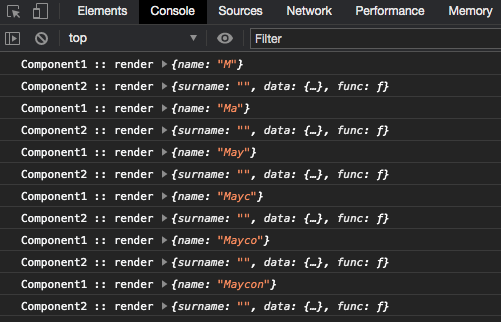 Elements Console Sources Network Performance Memory
top Filter
Component1 :: render {name: "M"}
Component2 :: render {surname: "", data: {…}, func: ƒ}
Component1 :: render {name: "Ma"}
Component2 :: render {surname: "", data: {…}, func: ƒ}
Component1 :: render {name: "May"}
Component2 :: render {surname: "", data: {…}, func: ƒ}
Component1 :: render {name: "Mayc"}
Component2 :: render {surname: "", data: {…}, func: ƒ}
Component1 :: render {name: "Mayco"}
Component2 :: render {surname: "", data: {…}, func: ƒ}
Component1 :: render {name: "Maycon"}
Component2 :: render {surname: "", data: {…}, func: ƒ}